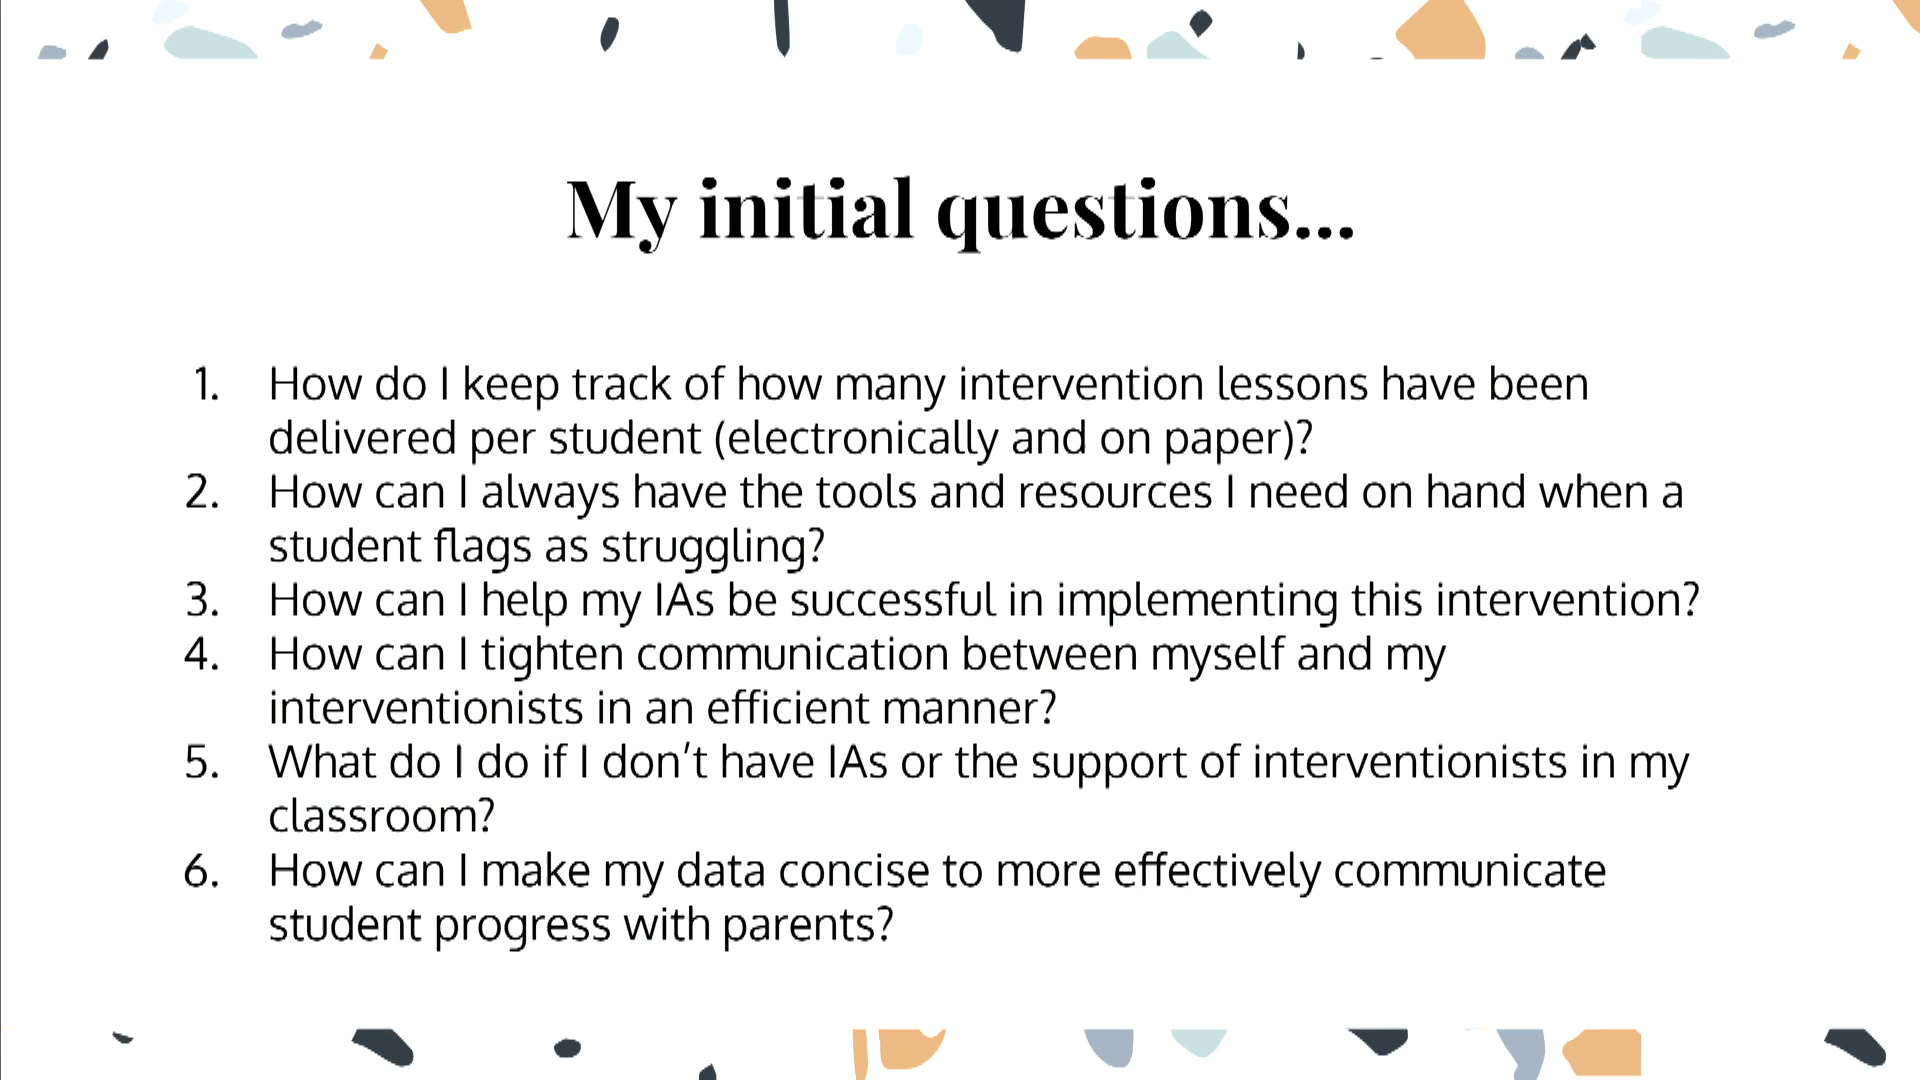 My initial questions...
1. How do I keep track of how many intervention lessons have been
delivered per student (electronically and on paper)?
2. How can I always have the tools and resources I need on hand when a
student flags as struggling?
3. How can I help my IAs be successful in implementing this intervention?
4. How can I tighten communication between myself and my
interventionists in an efficient manner?
5. What do I do if I don’t have IAs or the support of interventionists in my
classroom?
6. How can I make my data concise to more effectively communicate
student progress with parents?